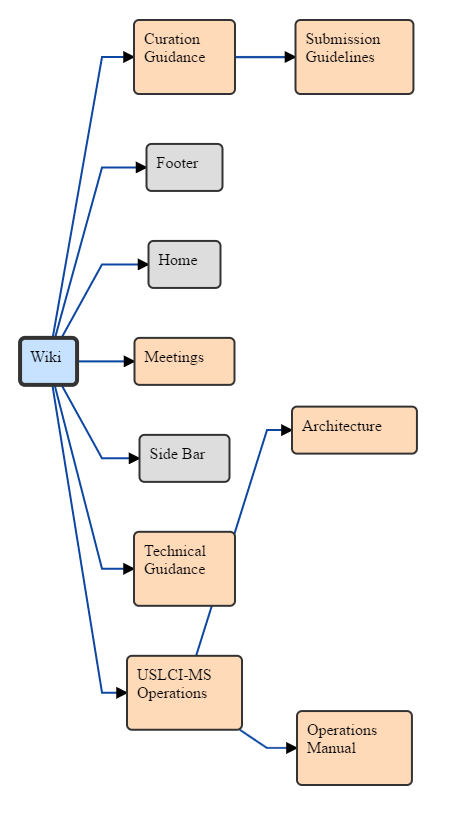 Curation
Guidance
Submission
Guidelines
Footer
Home
Wiki
Meetings
Side Bar
Architecture
Technical
Guidance
USLCI-MS
Operations
Operations
Manual